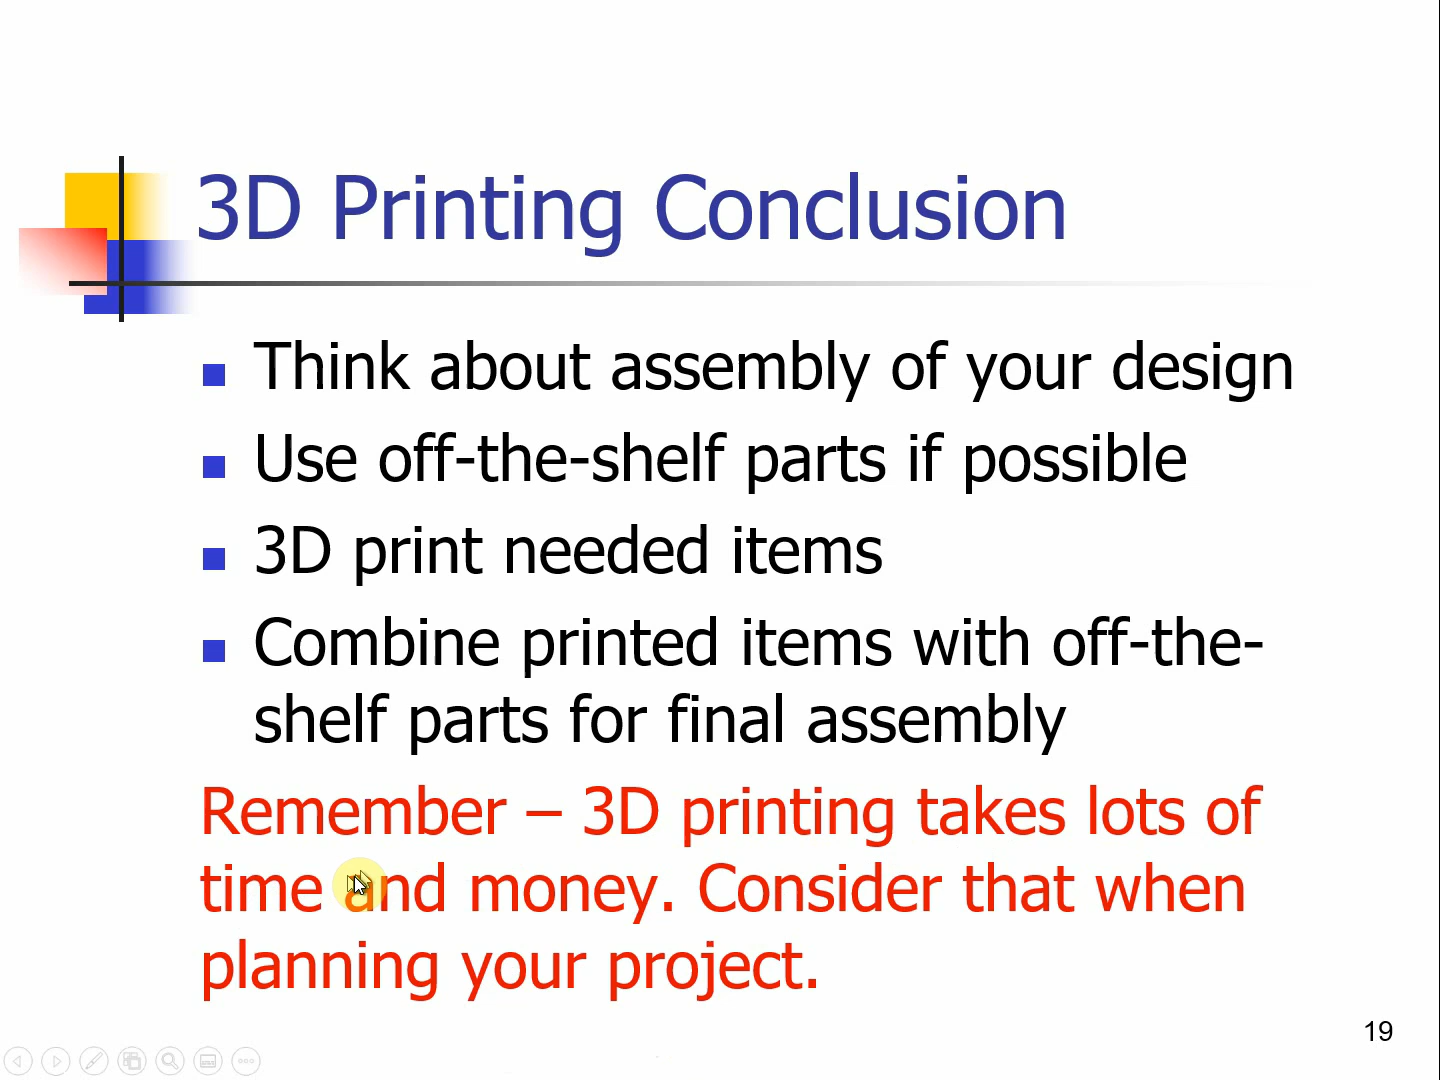 3D Printing Conclusion
Think about assembly of your design
Use off-the-shelf parts if possible
3D print needed items
Combine printed items with off-the-
shelf parts for final assembly
Remember – 3D printing takes lots of
time and money. Consider that when
planning your project.
19